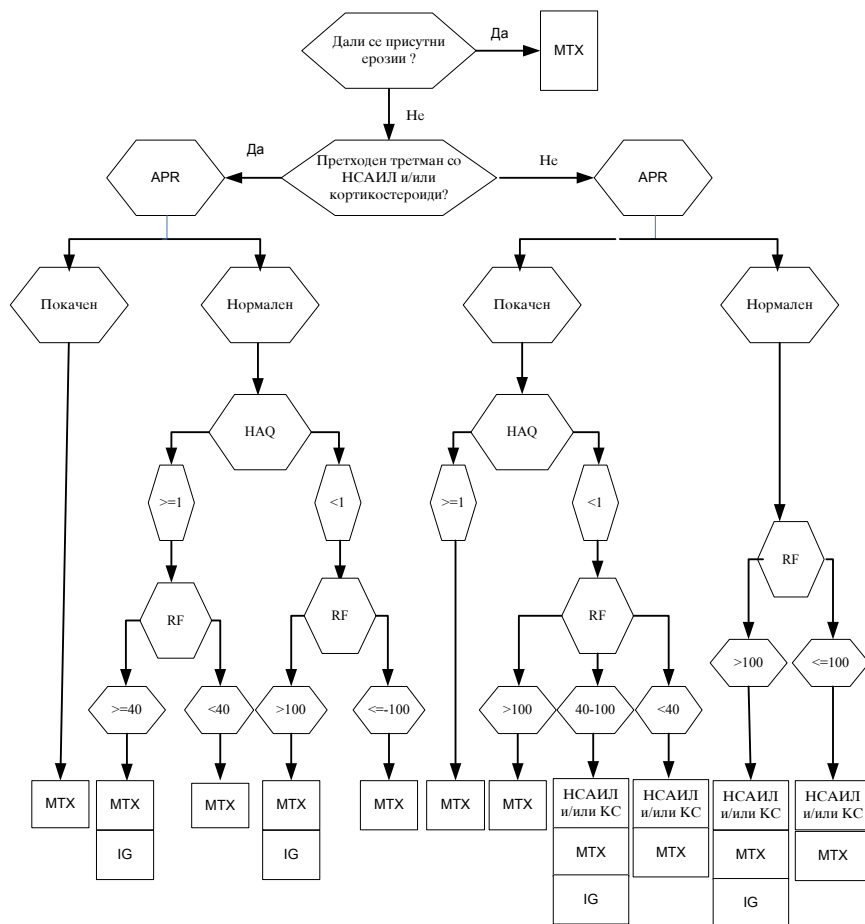 Дали се присутни
ерозии ?
Да
MTX
Не
Да
Претходен третман со
НСАИЛ и/или
кортикостероиди?
Не
APR
APR
Покачен
Нормален
Покачен
Нормален
HAQ
HAQ
>=1
<1
>=1
<1
RF
RF
RF
RF
>=40
<40
>100
<=-100
>100
40-100
<40
>100
<=100
MTX
MTX
IG
MTX
MTX
IG
MTX
MTX
MTX
НСАИЛ
и/или КС
MTX
IG
НСАИЛ
и/или КС
MTX
НСАИЛ
и/или КС
MTX
IG
НСАИЛ
и/или КС
MTX